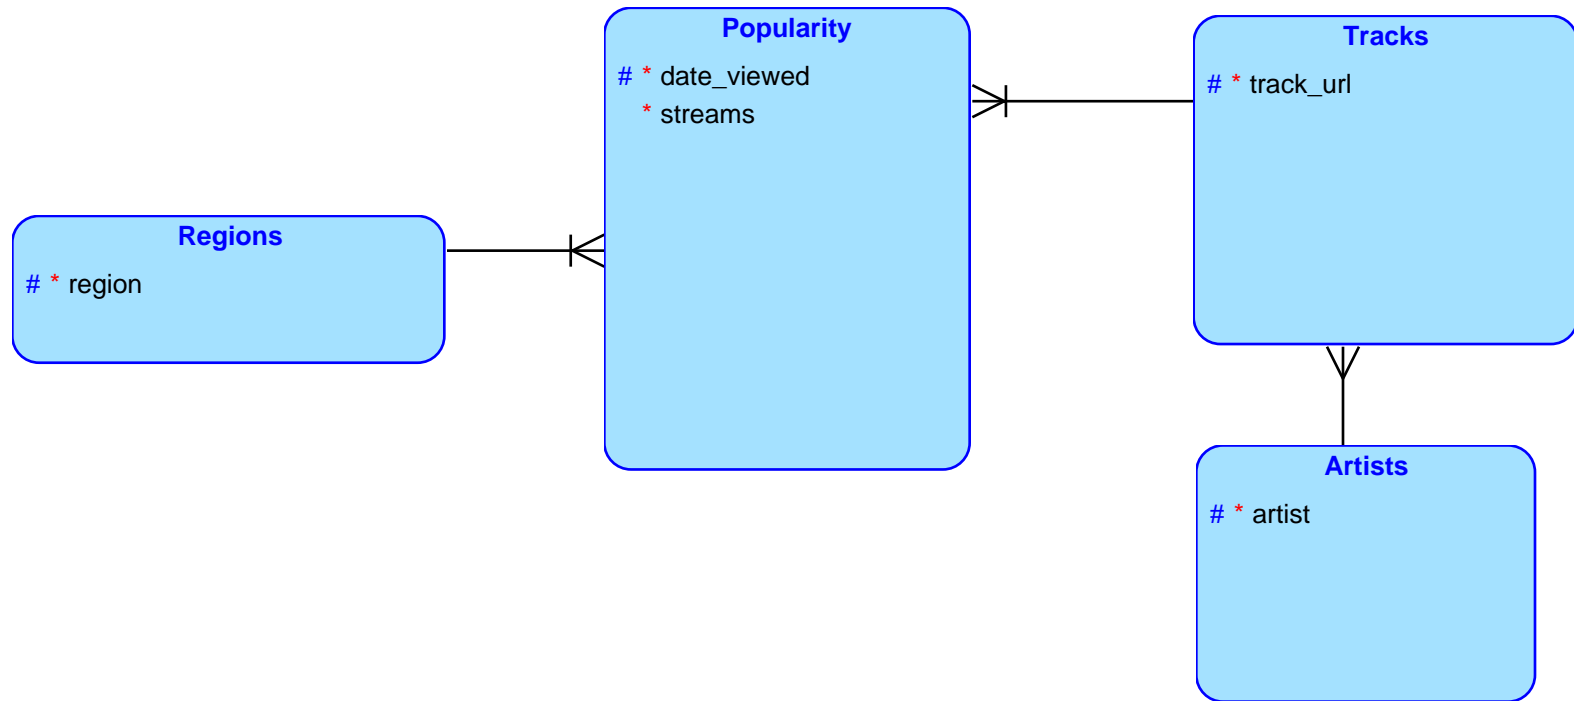 Popularity
# * date_viewed
* streams
Tracks
# * track_url
Regions
# * region
Artists
# * artist